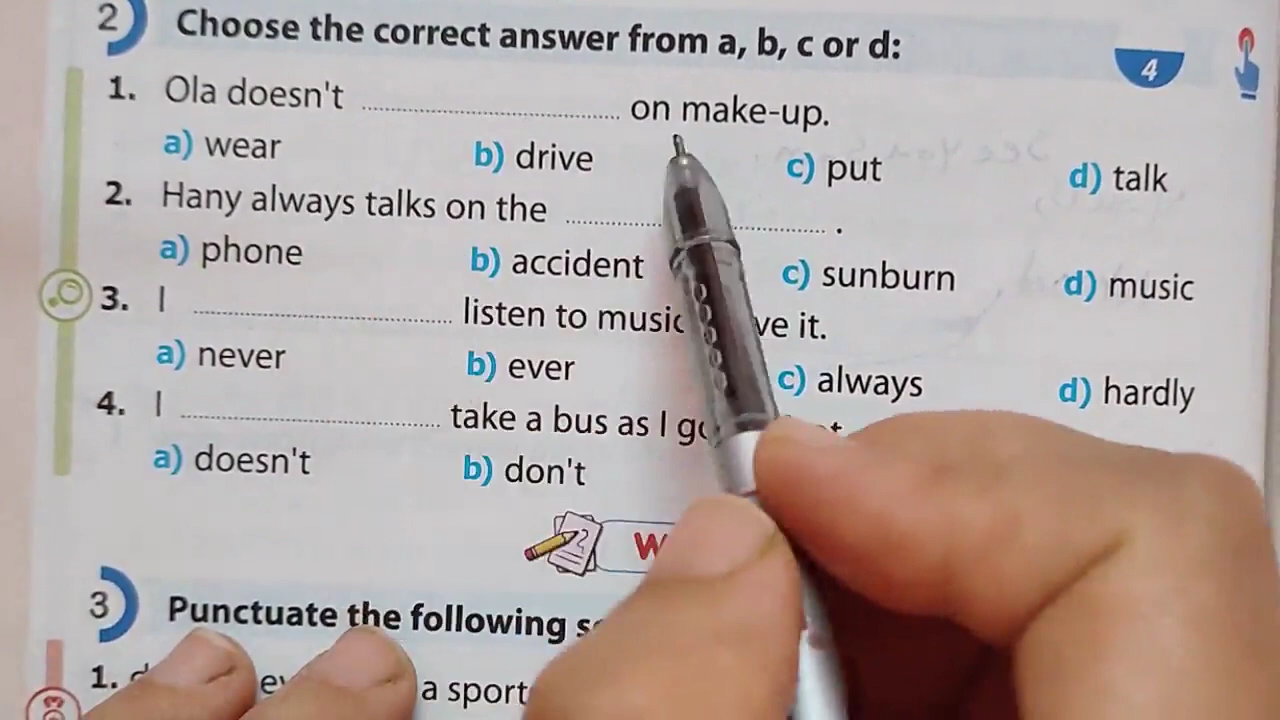 2 Choose the correct answer from a, b, c or d:
4
1. Ola doesn't ........................ on make-up.
a) wear b) drive c) put d) talk
2. Hany always talks on the ........................ .
a) phone b) accident c) sunburn d) music
3. I ........................ listen to music ve it.
a) never b) ever c) always d) hardly
4. I ........................ take a bus as I
a) doesn't b) don't
3 Punctuate the following
1. a sport